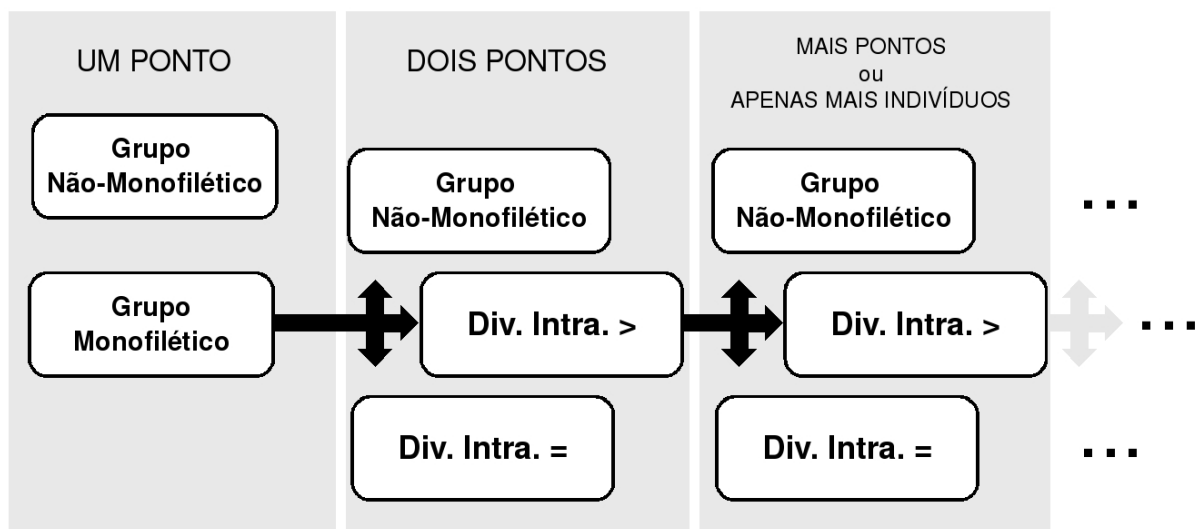 UM PONTO
Grupo
Não-Monofilético
Grupo
Monofilético
DOIS PONTOS
Grupo
Não-Monofilético
Div. Intra. >
Div. Intra. =
MAIS PONTOS
ou
APENAS MAIS INDIVÍDUOS
Grupo
Não-Monofilético
Div. Intra. >
Div. Intra. =
...
...
...